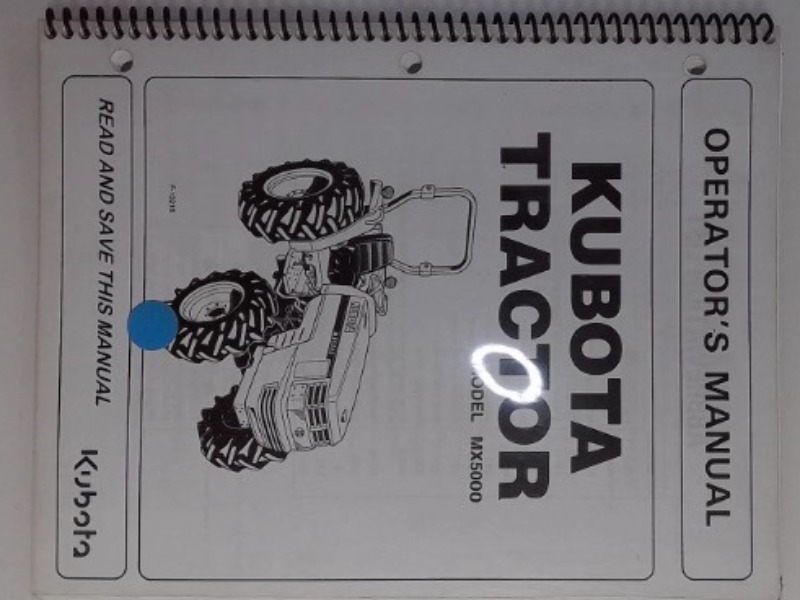 OPERATOR'S MANUAL
KUBOTA
TRACTOR
MODEL MX5000
READ AND SAVE THIS MANUAL
Kubota